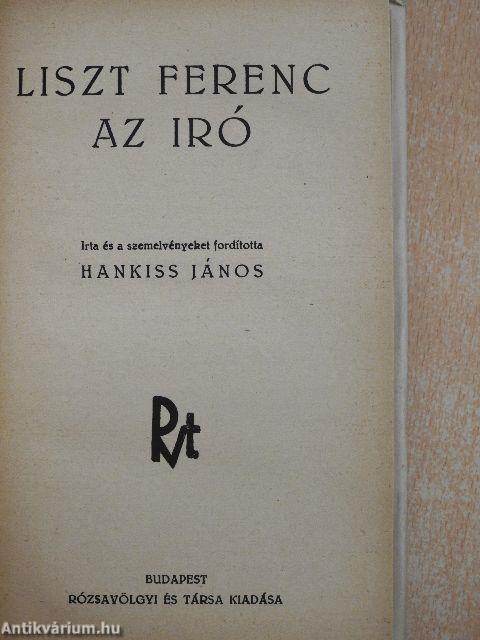 LISZT FERENC
AZ IRÓ
Irta és a szemelvényeket fordította
HANKISS JÁNOS
Rvt
BUDAPEST
RÓZSAVÖLGYI ÉS TÁRSA KIADÁSA
Antikvárium.hu